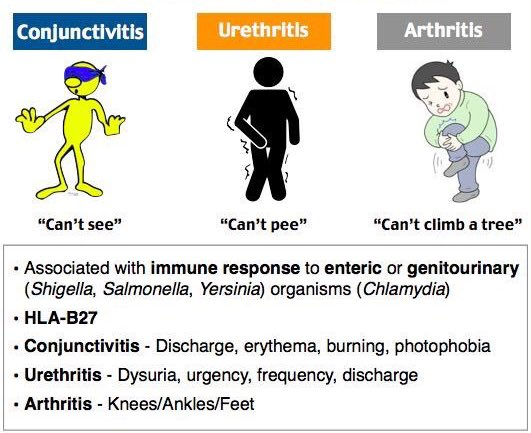 Conjunctivitis Urethritis Arthritis
“Can’t see” “Can’t pee” “Can’t climb a tree”
• Associated with immune response to enteric or genitourinary
(Shigella, Salmonella, Yersinia) organisms (Chlamydia)
• HLA-B27
• Conjunctivitis - Discharge, erythema, burning, photophobia
• Urethritis - Dysuria, urgency, frequency, discharge
• Arthritis - Knees/Ankles/Feet